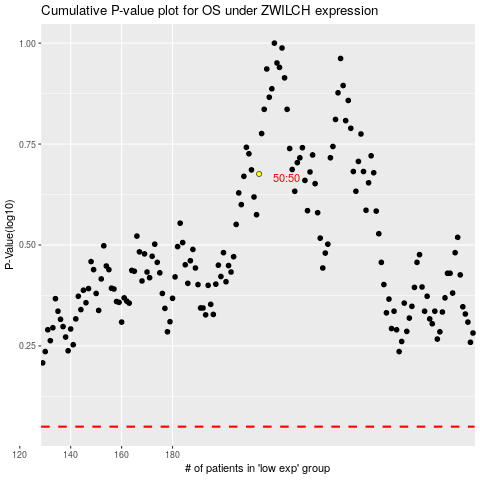 Cumulative P-value plot for OS under ZWILCH expression
P-Value(log10)
1.00
0.75
0.50
0.25
50:50
120 140 160 180
# of patients in 'low exp' group